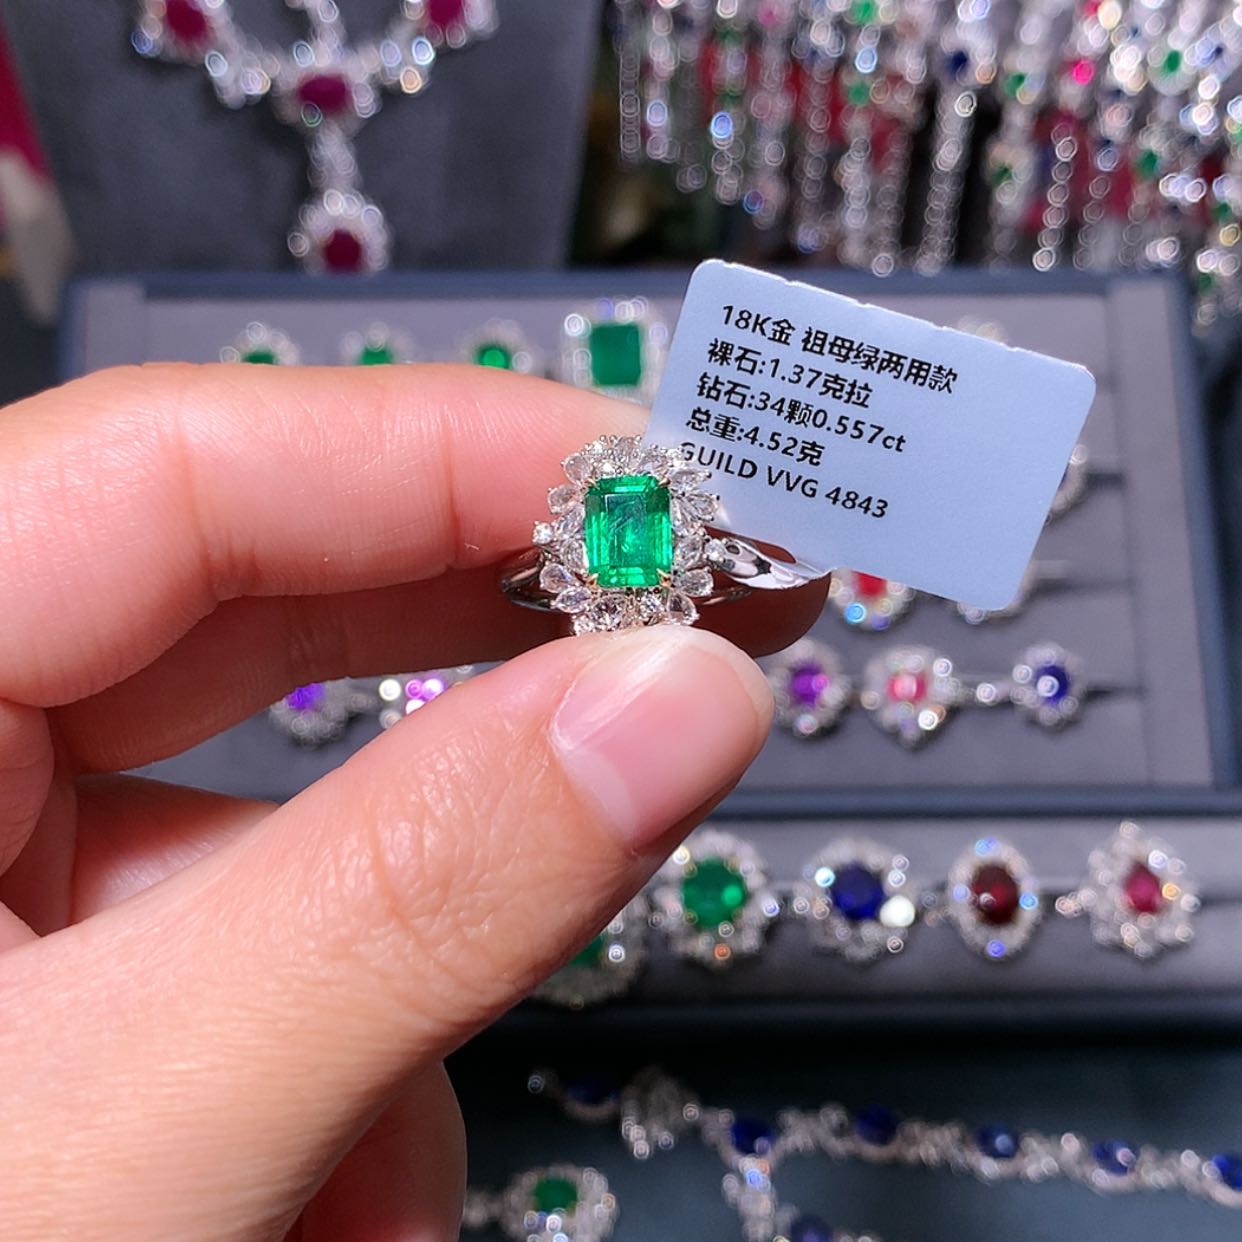 18K金 祖母绿两用款
裸石:1.37克拉
钻石:34颗0.557ct
总重:4.52克
GUILD VVG 4843